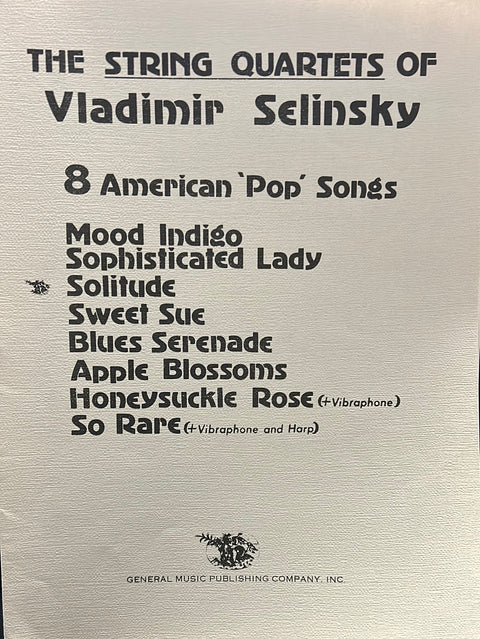 THE STRING QUARTETS OF
Vladimir Selinsky
8 American 'Pop' Songs
Mood Indigo
Sophisticated Lady
Solitude
Sweet Sue
Blues Serenade
Apple Blossoms
Honeysuckle Rose (+Vibraphone)
So Rare (+Vibraphone and Harp)
GENERAL MUSIC PUBLISHING COMPANY, INC.